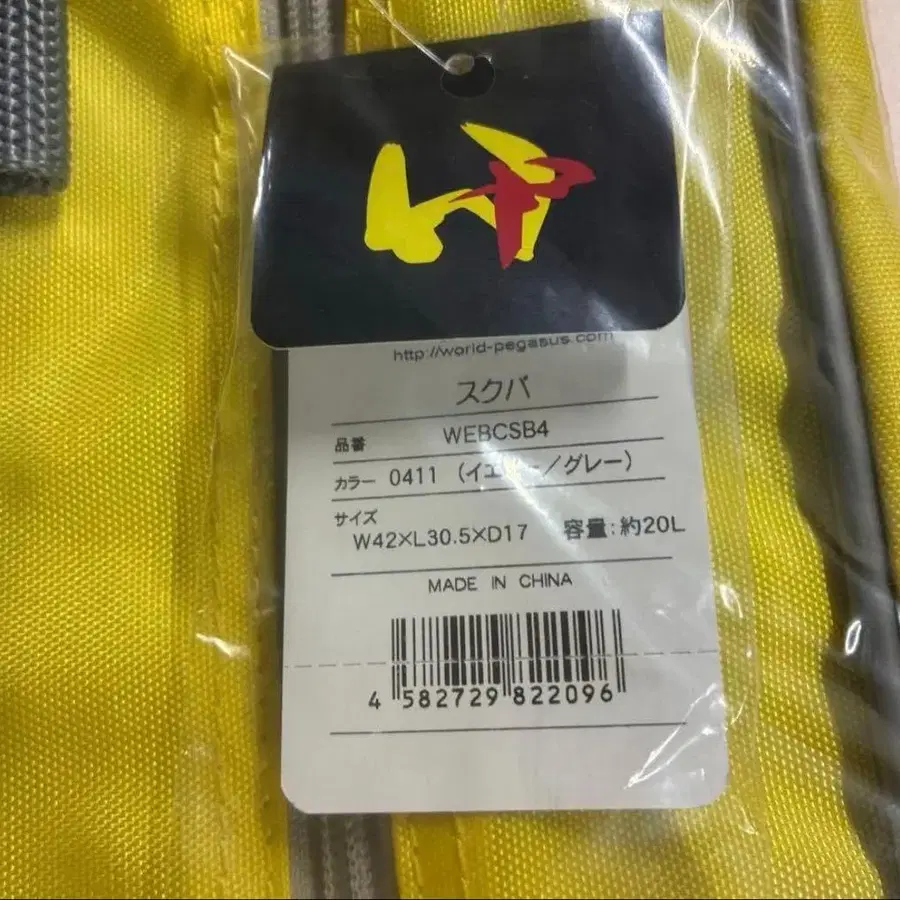 WP
http://world-pegasus.com
スクバ
品番 WEBCSB4
カラー 0411 (イエロー/グレー)
サイズ
W42×L30.5×D17 容量:約20L
MADE IN CHINA
4 582729 822096